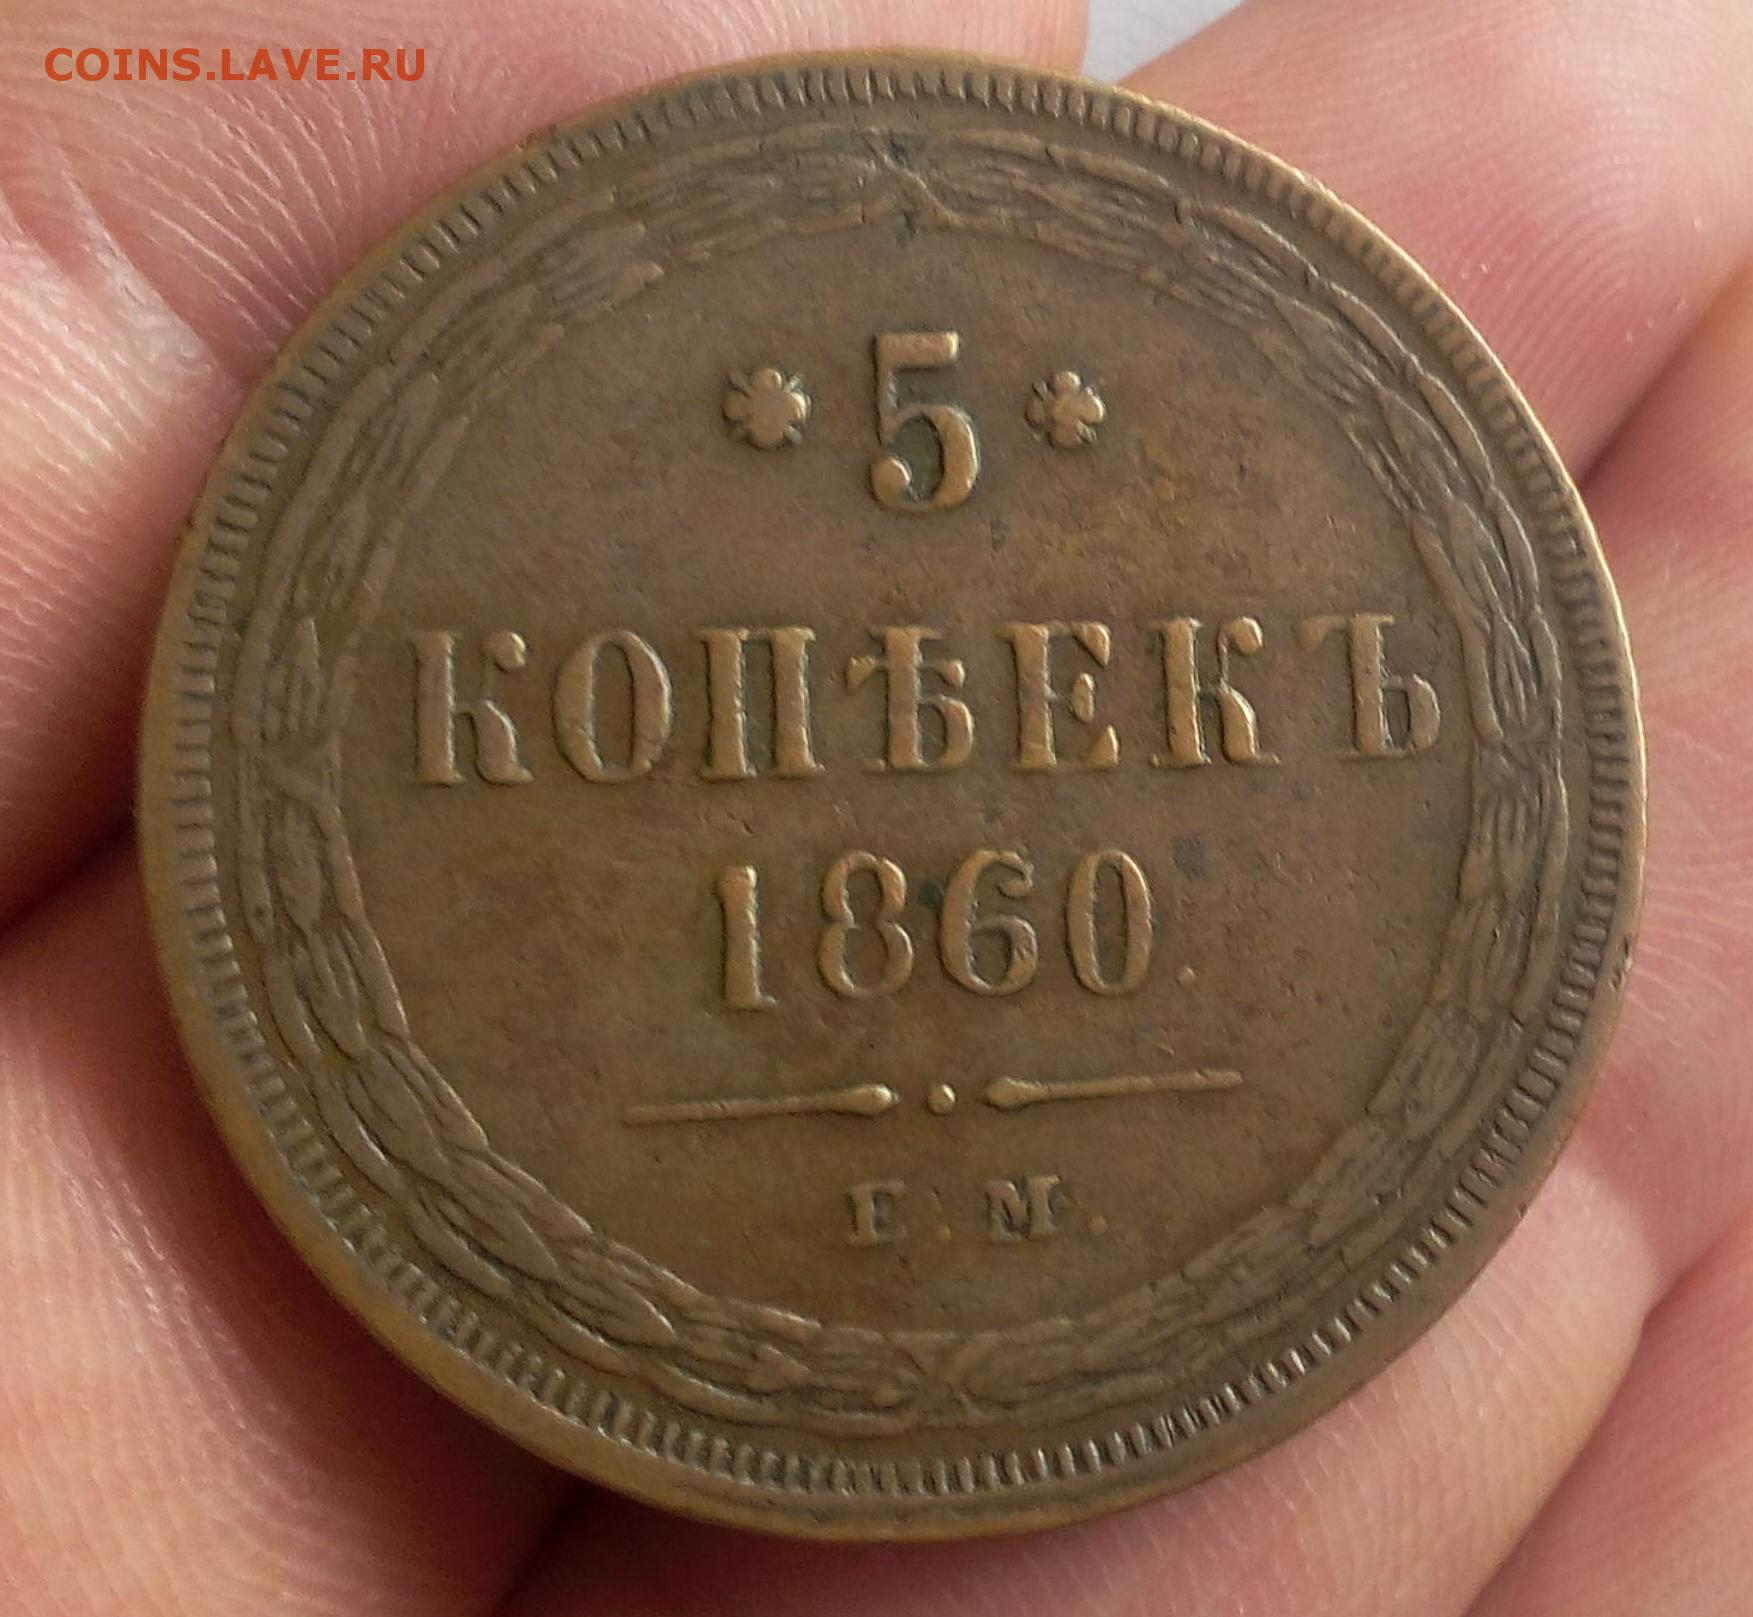 COINS.LAVE.RU
* 5 *
КОПѢЕКЪ
1860.
Е. М.